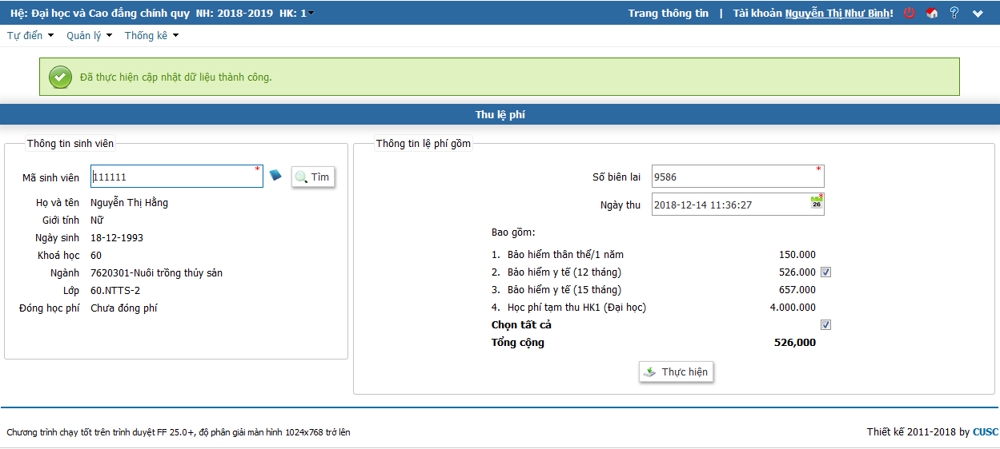 Hệ: Đại học và Cao đẳng chính quy NH: 2018-2019 HK: 1 Trang thông tin | Tài khoản Nguyễn Thị Như Bình!
Tự điển Quản lý Thống kê
Đã thực hiện cập nhật dữ liệu thành công.
Thu lệ phí
Thông tin sinh viên
Mã sinh viên 111111 * Tìm
Họ và tên Nguyễn Thị Hằng
Giới tính Nữ
Ngày sinh 18-12-1993
Khoá học 60
Ngành 7620301-Nuôi trồng thủy sản
Lớp 60.NTTS-2
Đóng học phí Chưa đóng phí
Thông tin lệ phí gồm
Số biên lai 9586 *
Ngày thu 2018-12-14 11:36:27 * 26
Bao gồm:
1. Bảo hiểm thân thể/1 năm 150.000
2. Bảo hiểm y tế (12 tháng) 526.000
3. Bảo hiểm y tế (15 tháng) 657.000
4. Học phí tạm thu HK1 (Đại học) 4.000.000
Chọn tất cả
Tổng cộng 526,000
Thực hiện
Chương trình chạy tốt trên trình duyệt FF 25.0+, độ phân giải màn hình 1024x768 trở lên
Thiết kế 2011-2018 by CUSC